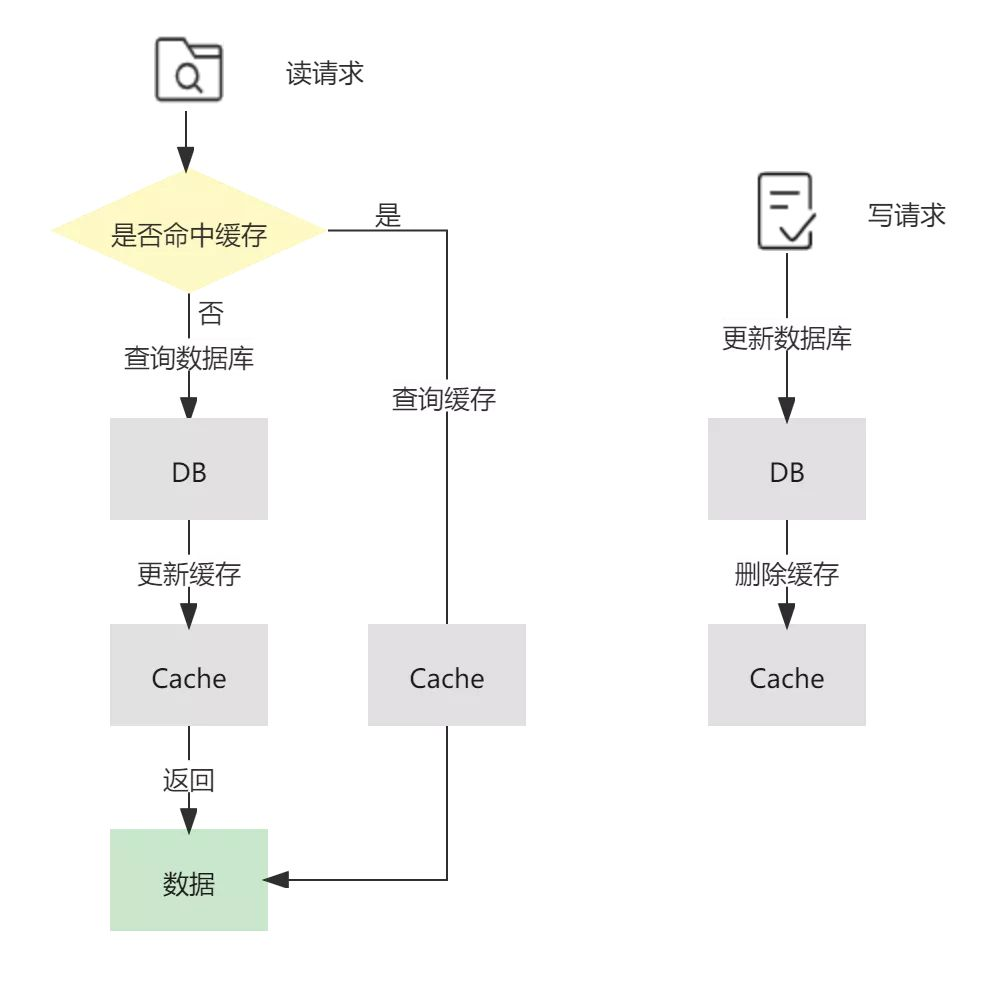 读请求
是否命中缓存
是
否
查询数据库
查询缓存
DB
更新缓存
Cache
Cache
返回
数据
写请求
更新数据库
DB
删除缓存
Cache